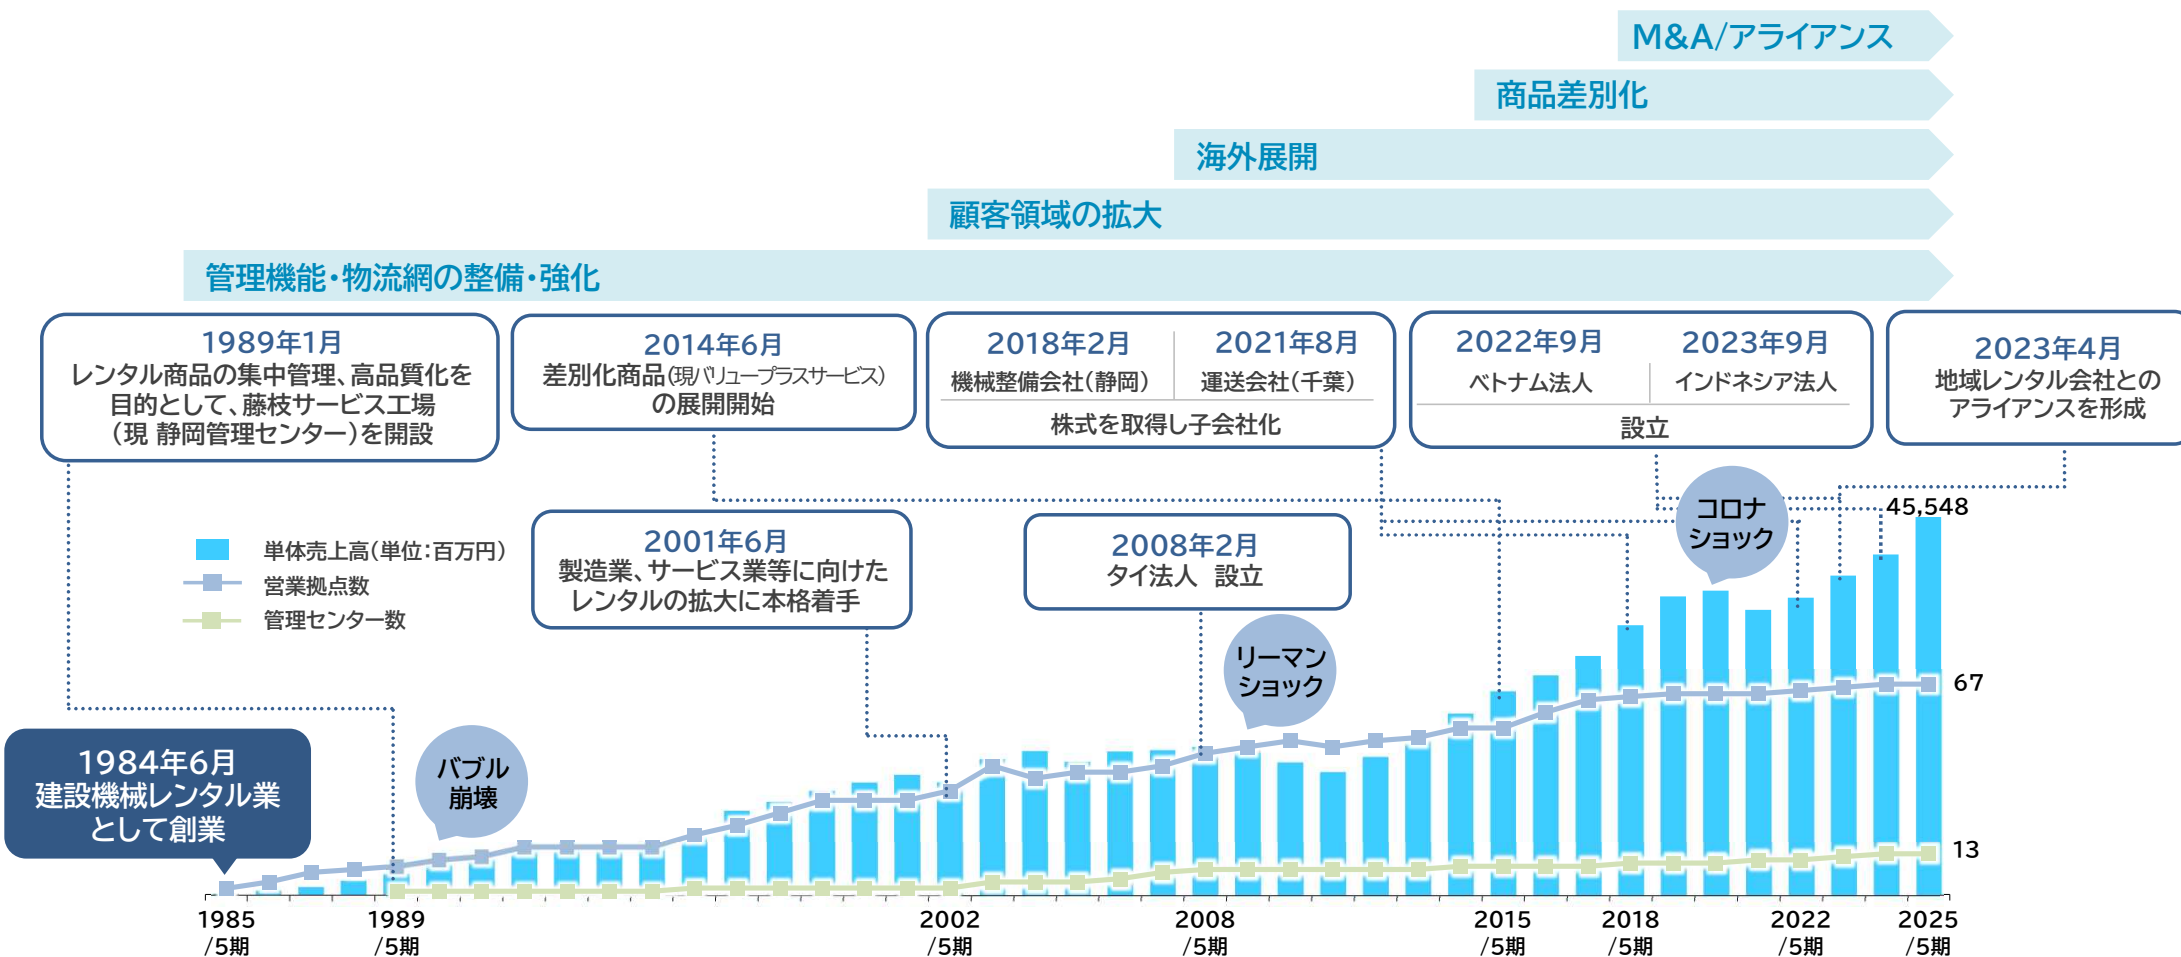 M&A/アライアンス
商品差別化
海外展開
顧客領域の拡大
管理機能・物流網の整備・強化
1989年1月
レンタル商品の集中管理、高品質化を
目的として、藤枝サービス工場
（現 静岡管理センター）を開設
2014年6月
差別化商品（現バリュープラスサービス）
の展開開始
2018年2月
機械整備会社（静岡）
2021年8月
運送会社（千葉）
株式を取得し子会社化
2022年9月
ベトナム法人
2023年9月
インドネシア法人
設立
2023年4月
地域レンタル会社との
アライアンスを形成
単体売上高（単位：百万円）
営業拠点数
管理センター数
2001年6月
製造業、サービス業等に向けた
レンタルの拡大に本格着手
2008年2月
タイ法人 設立
コロナ
ショック
45,548
リーマン
ショック
67
1984年6月
建設機械レンタル業
として創業
バブル
崩壊
13
1985
/5期
1989
/5期
2002
/5期
2008
/5期
2015
/5期
2018
/5期
2022
/5期
2025
/5期